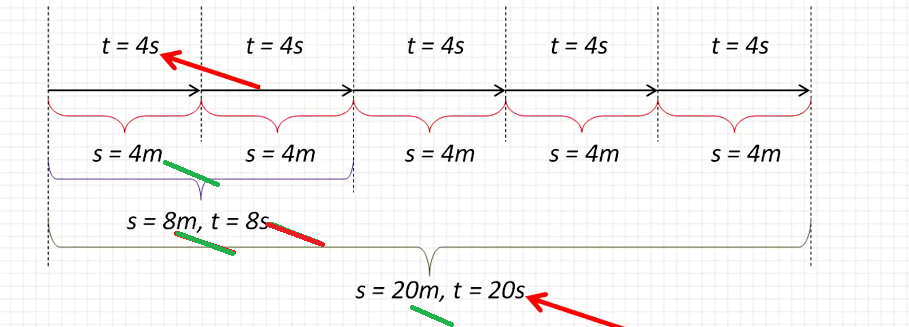 t = 4s t = 4s t = 4s t = 4s t = 4s
s = 4m s = 4m s = 4m s = 4m s = 4m
s = 8m, t = 8s
s = 20m, t = 20s